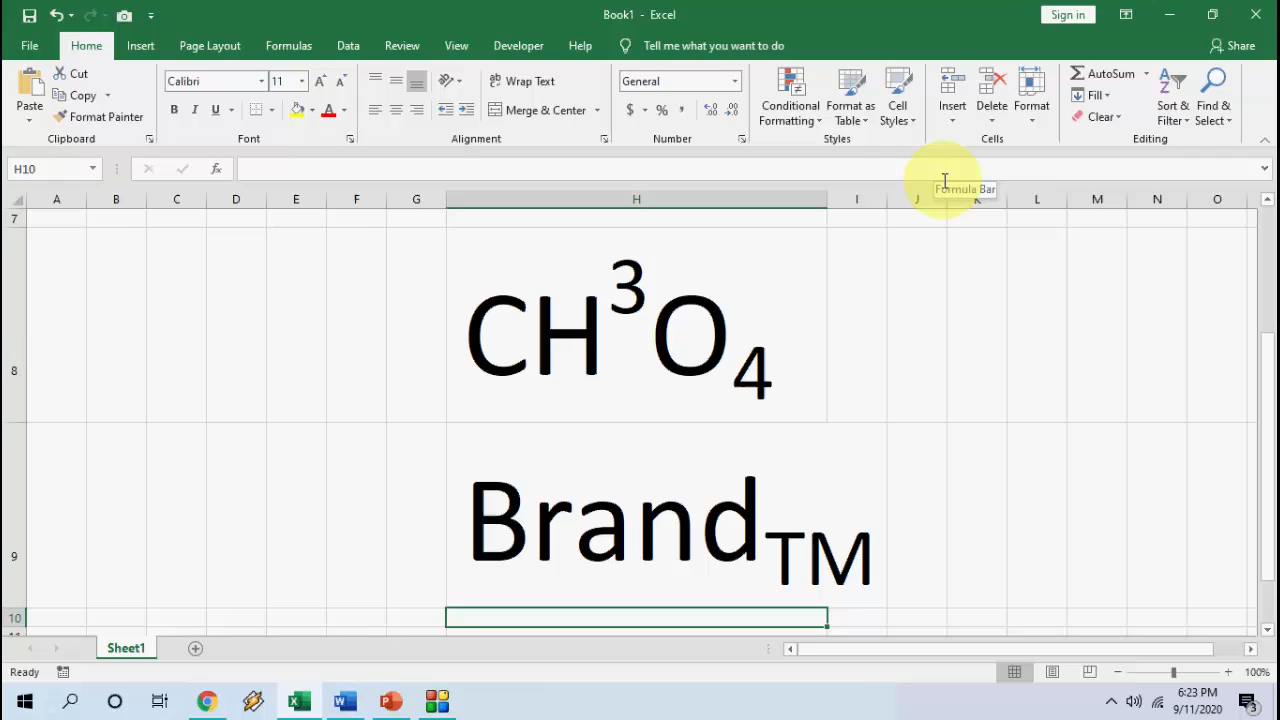 Book1 - Excel
Sign in
File Home Insert Page Layout Formulas Data Review View Developer Help Tell me what you want to do Share
Paste
Cut
Copy
Format Painter
Clipboard
Calibri 11
B I U
Font
Wrap Text
Merge & Center
Alignment
General
$ % ,
Number
Conditional Formatting
Format as Table
Cell Styles
Styles
Insert
Delete
Format
Cells
AutoSum
Fill
Clear
Sort & Filter
Find & Select
Editing
H10 fx
Formula Bar
A B C D E F G H I J K L M N O
7
8 CH³O₄
9 BrandTM
10
11
Sheet1
Ready 100%
6:23 PM
9/11/2020
3